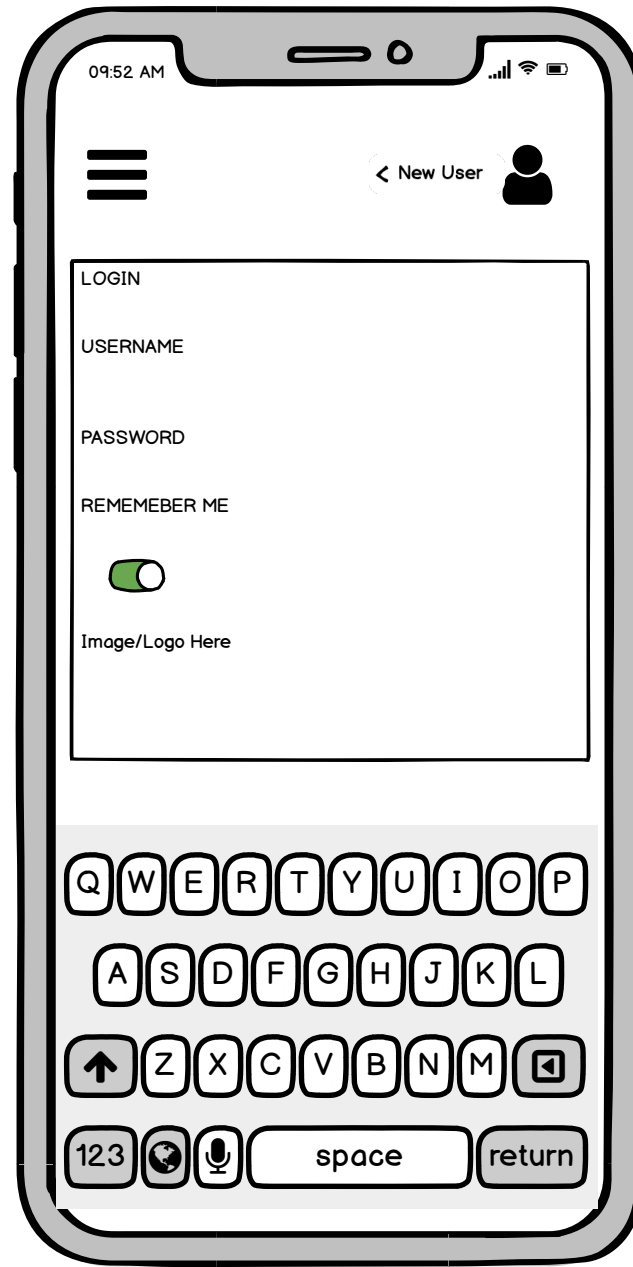 09:52 AM
New User
LOGIN
USERNAME
PASSWORD
REMEMEBER ME
Image/Logo Here
Q W E R T Y U I O P
A S D F G H J K L
Z X C V B N M
123 space return